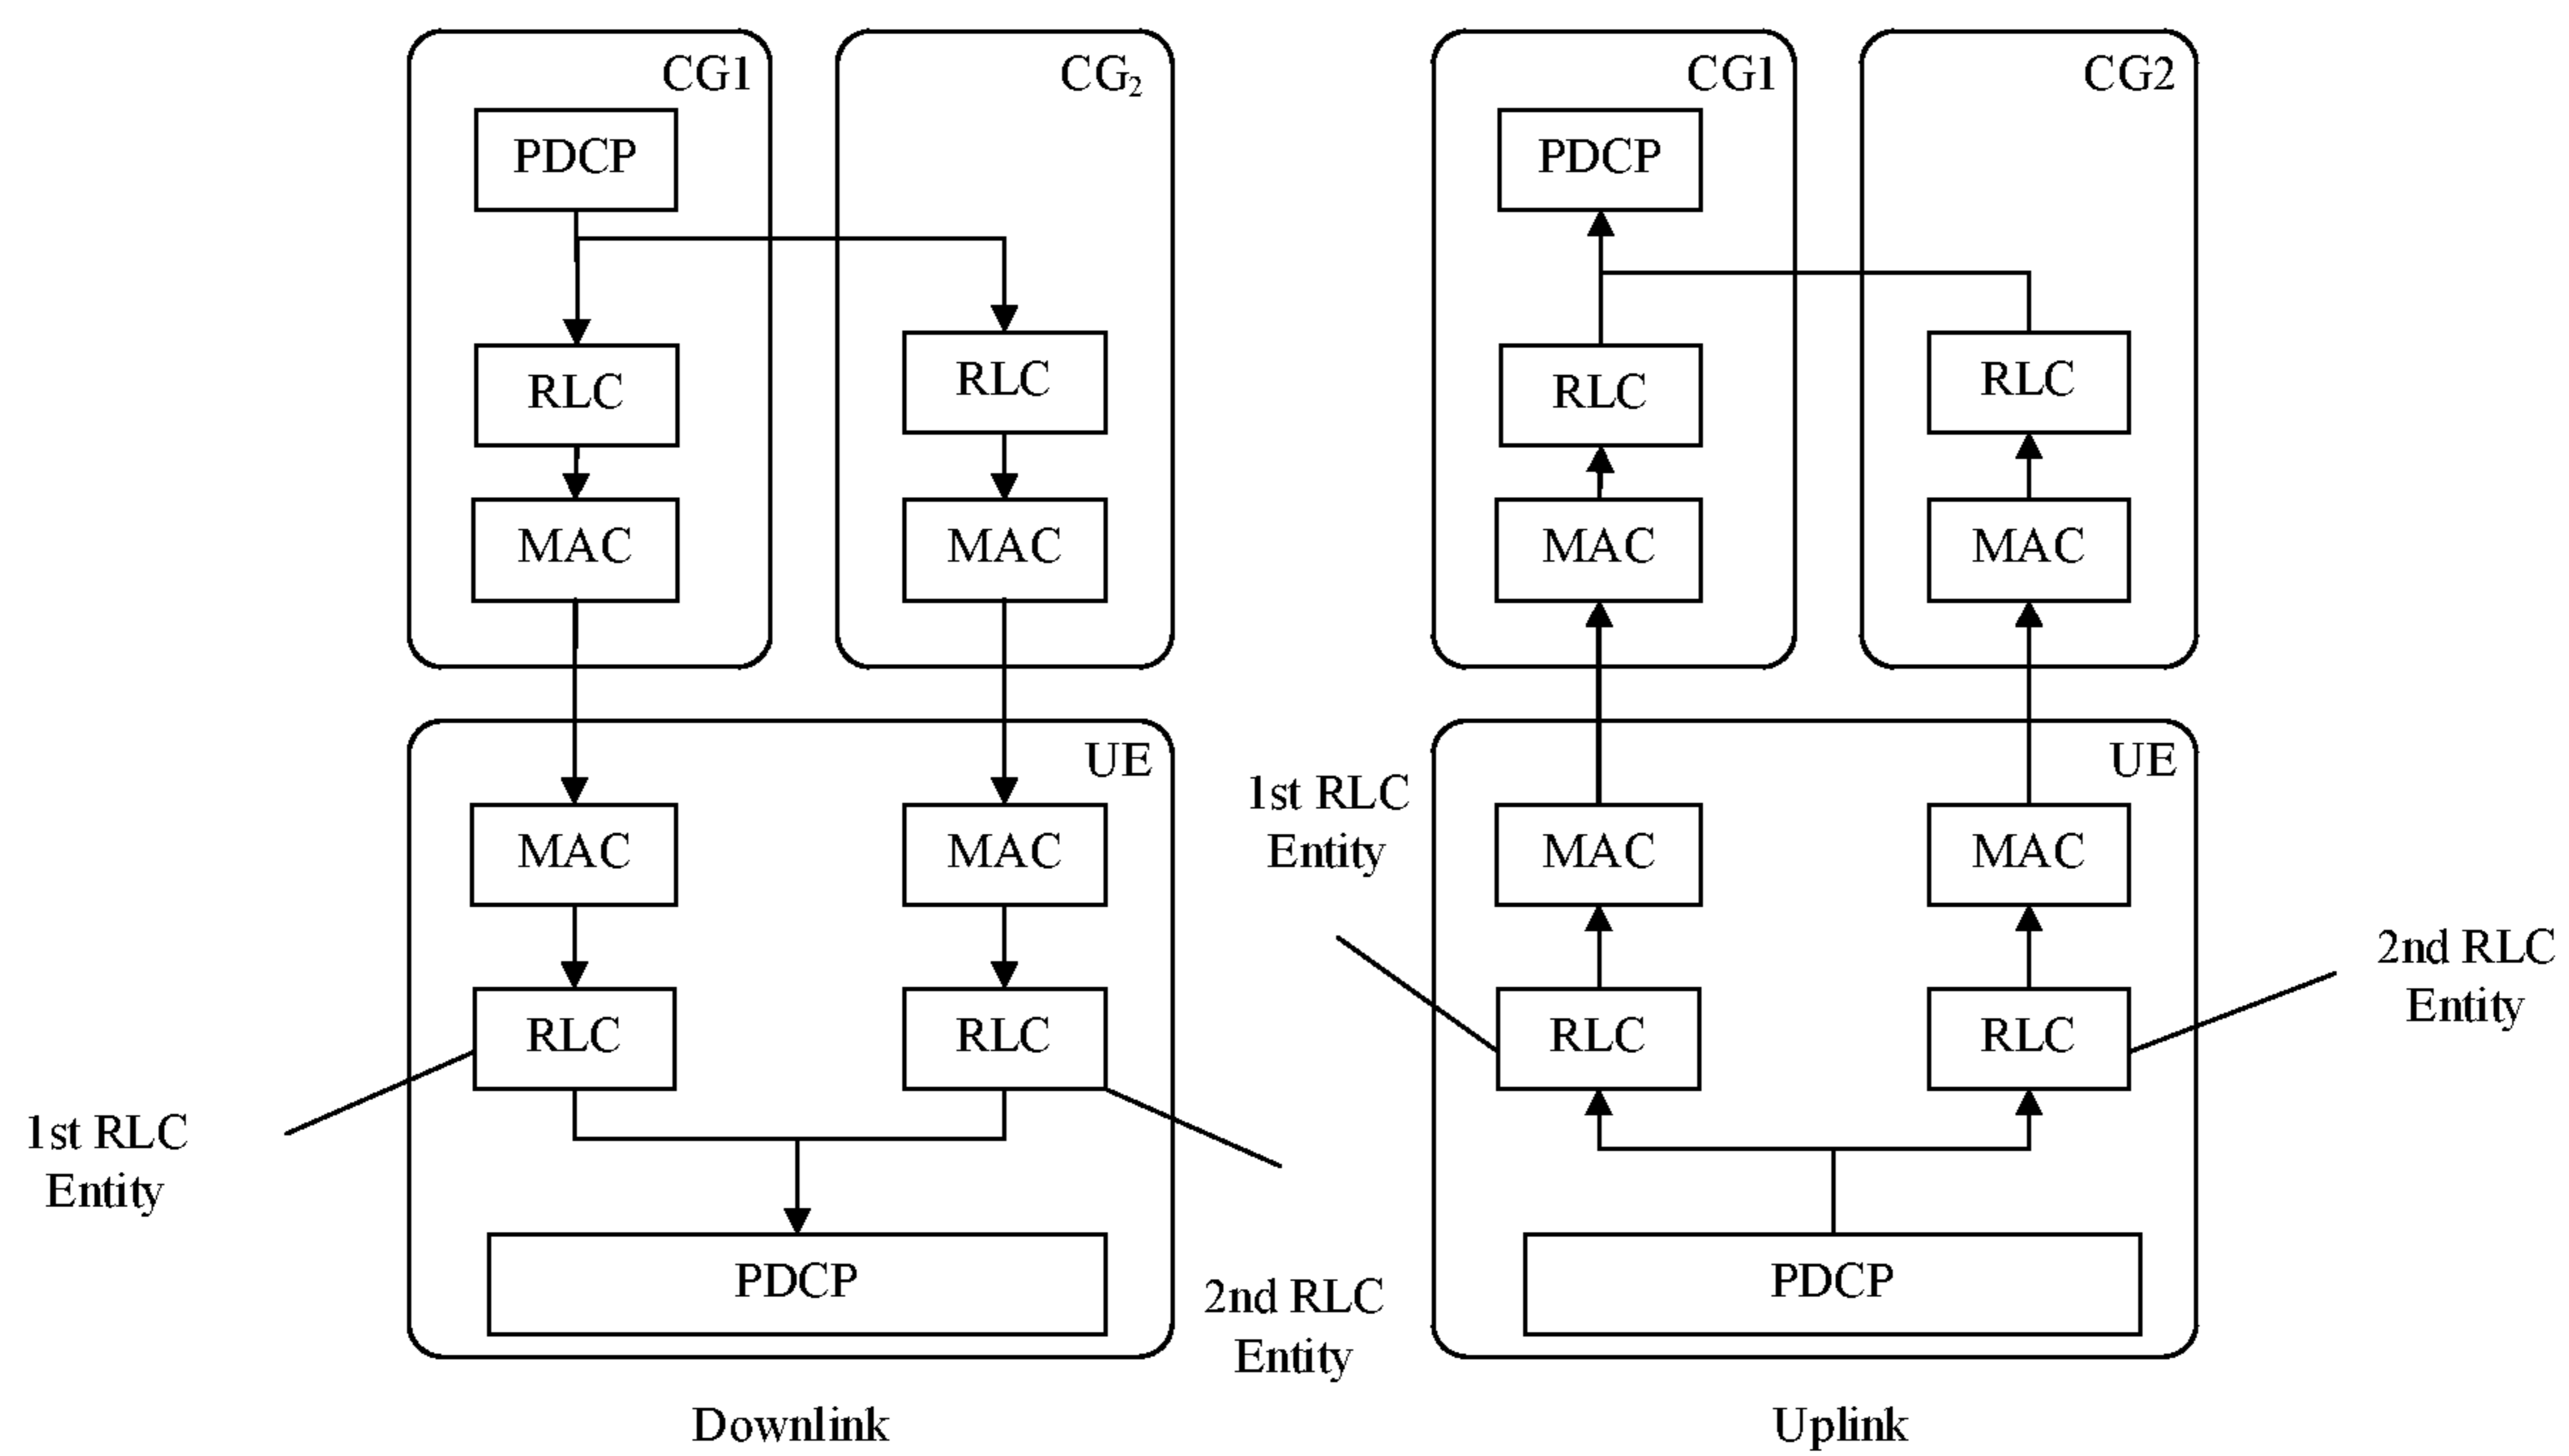 CG1
CG₂
PDCP
RLC
RLC
MAC
MAC
UE
MAC
MAC
RLC
RLC
1st RLC
Entity
PDCP
2nd RLC
Entity
Downlink
CG1
CG2
PDCP
RLC
RLC
MAC
MAC
UE
1st RLC
Entity
MAC
MAC
2nd RLC
Entity
RLC
RLC
PDCP
Uplink